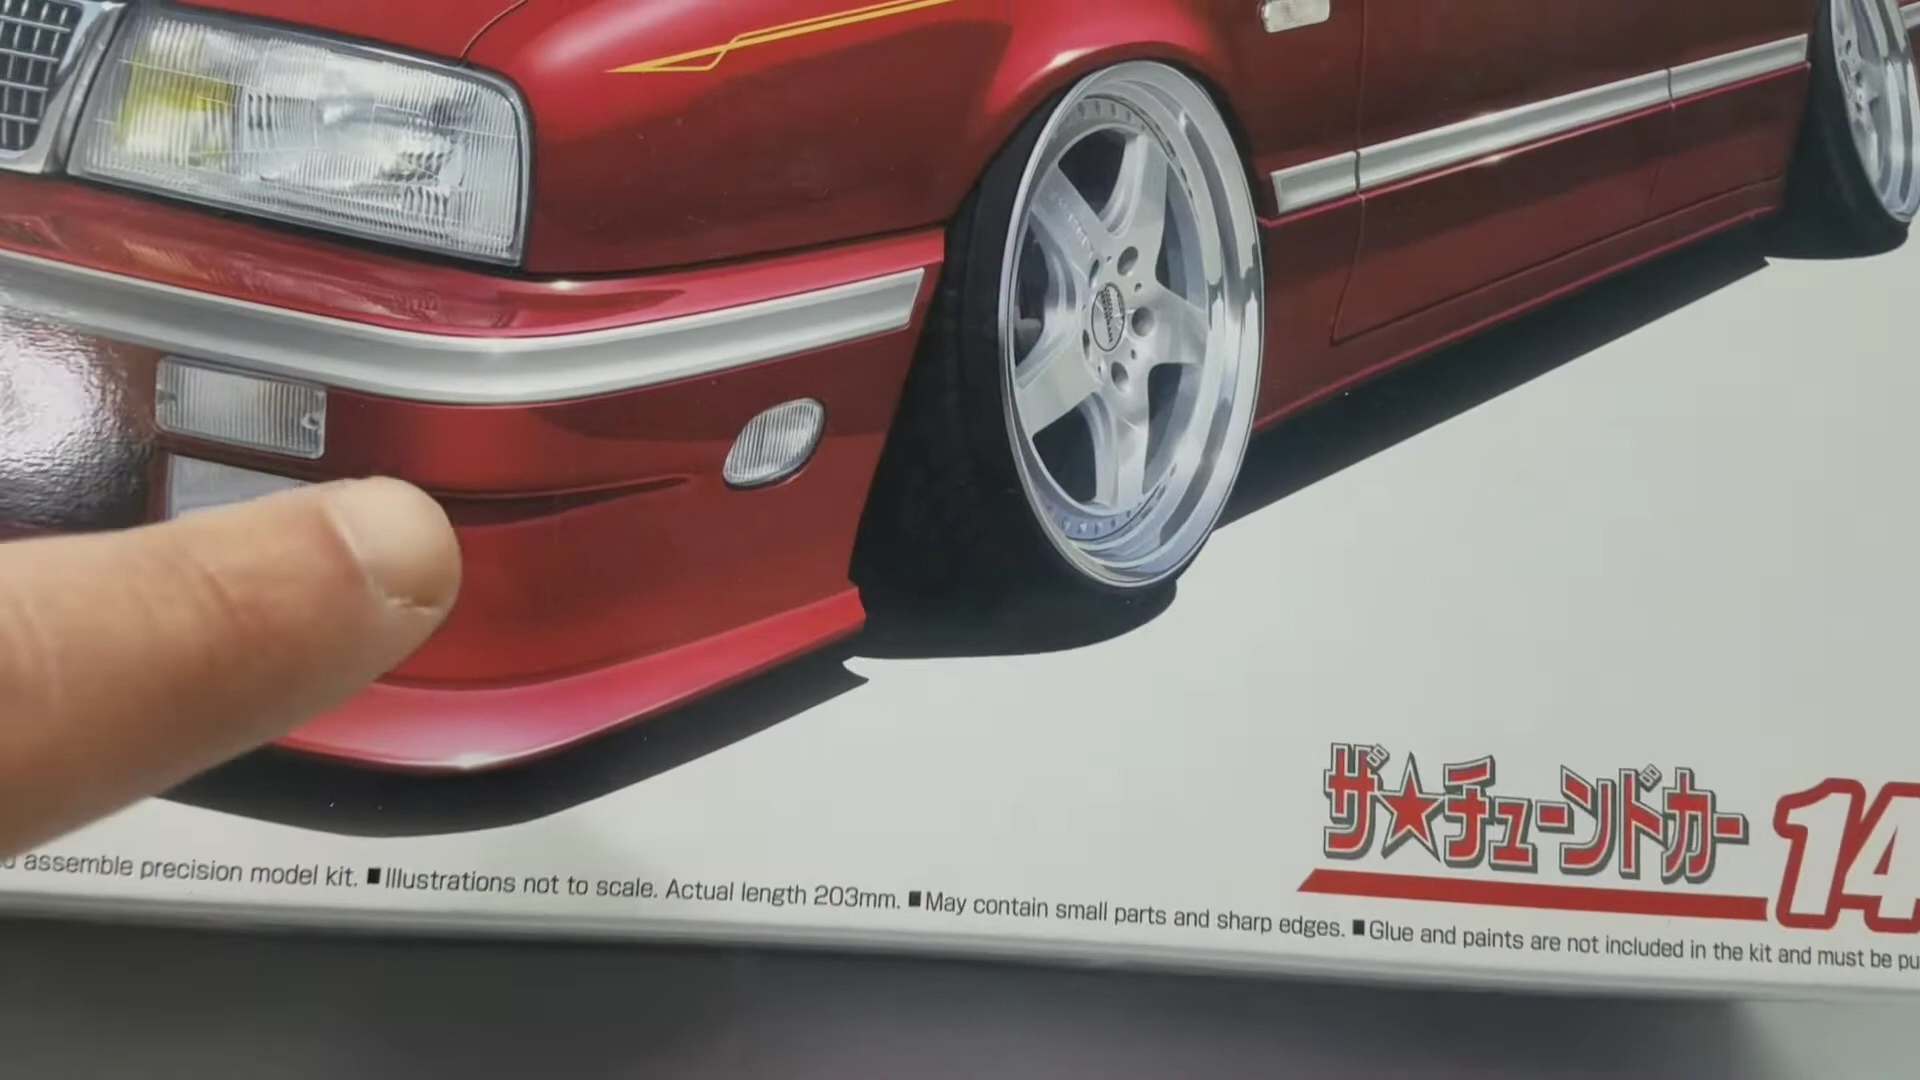 ザ★チューンドカー 14
assemble precision model kit. ■Illustrations not to scale. Actual length 203mm. ■May contain small parts and sharp edges. ■Glue and paints are not included in the kit and must be